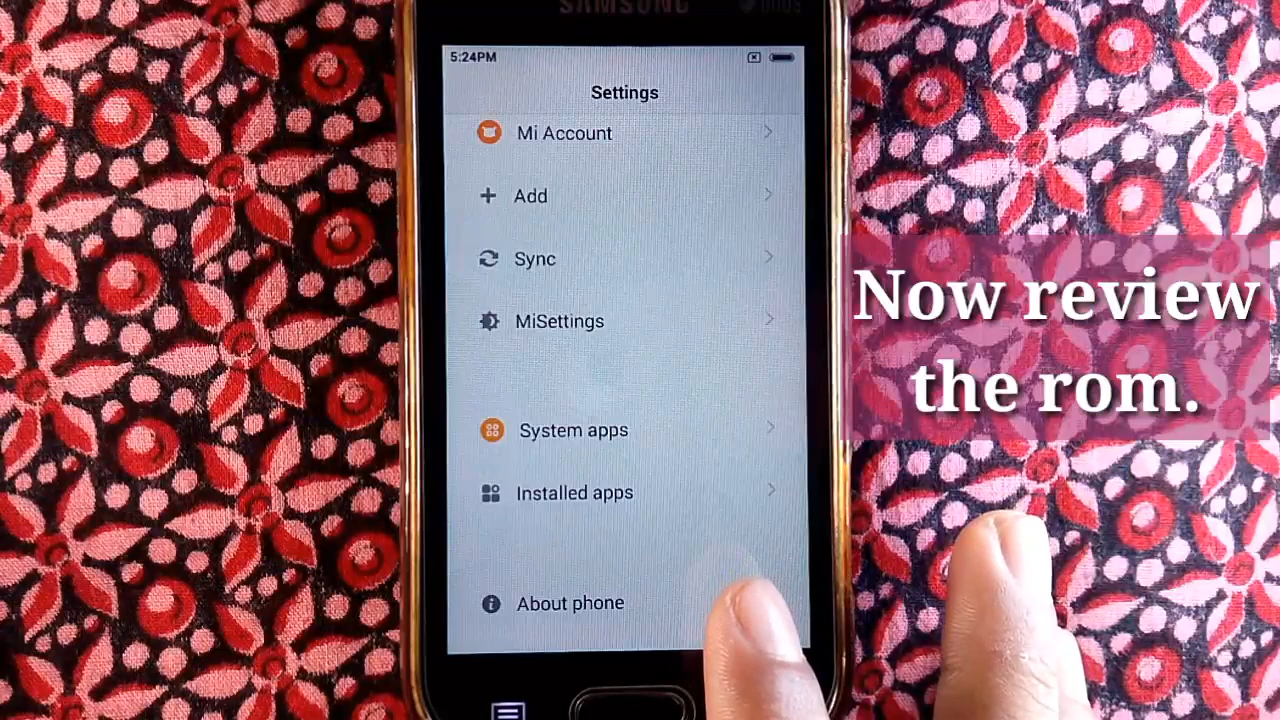 SAMSUNG DUOS
5:24PM
Settings
Mi Account
Add
Sync
MiSettings
System apps
Installed apps
About phone
Now review
the rom.